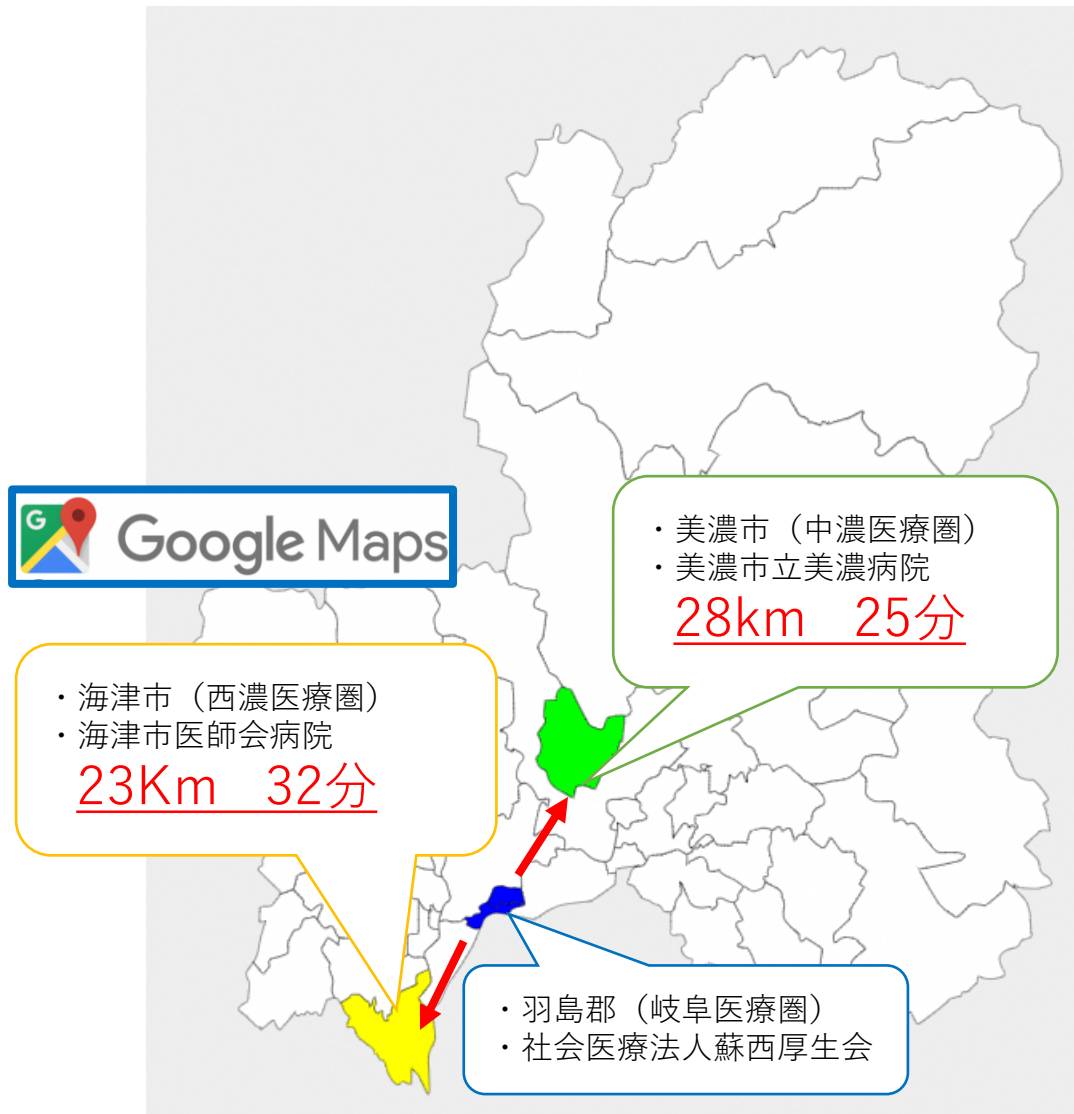 G Google Maps
・美濃市（中濃医療圏）
・美濃市立美濃病院
28km 25分
・海津市（西濃医療圏）
・海津市医師会病院
23Km 32分
・羽島郡（岐阜医療圏）
・社会医療法人蘇西厚生会